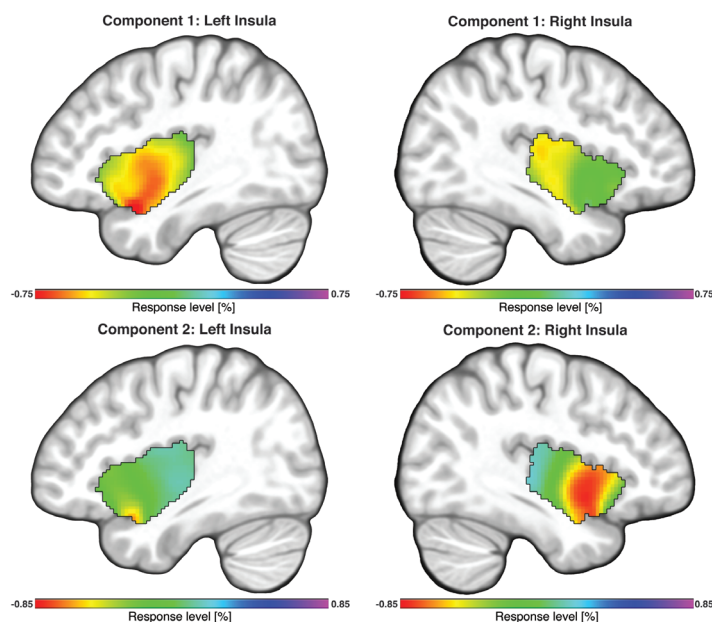 Component 1: Left Insula
Component 1: Right Insula
-0.75 0.75
Response level [%]
-0.75 0.75
Response level [%]
Component 2: Left Insula
Component 2: Right Insula
-0.85 0.85
Response level [%]
-0.85 0.85
Response level [%]